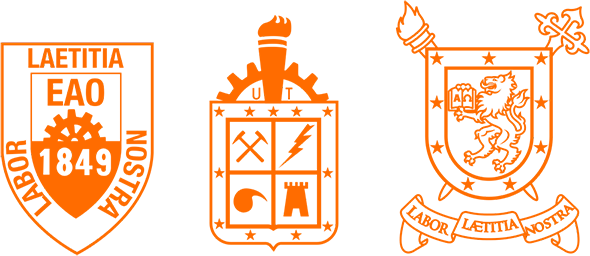 LAETITIA
EAO
1849
LABOR
NOSTRA
U T
Α Ω
LABOR LÆTITIA NOSTRA